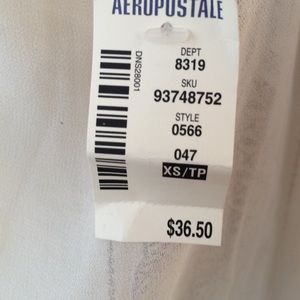 AEROPOSTALE
DNS28001
DEPT
8319
SKU
93748752
STYLE
0566
047
XS/TP
$36.50